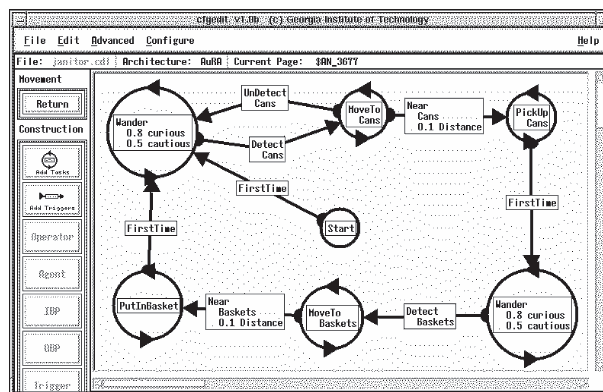 cfgedit v1.0b (c) Georgia Institute of Technology
File Edit Advanced Configure Help
File: janitor.cdl Architecture: AuRA Current Page: $AN_3677
Movement
Return
Construction
Add Tasks
Add Triggers
Operator
Agent
IBP
OBP
Trigger
UnDetect
Cans
MoveTo
Cans
Near
Cans
0.1 Distance
PickUp
Cans
Wander
0.8 curious
0.5 cautious
Detect
Cans
FirstTime
Start
FirstTime
FirstTime
PutInBasket
Near
Baskets
0.1 Distance
MoveTo
Baskets
Detect
Baskets
Wander
0.8 curious
0.5 cautious